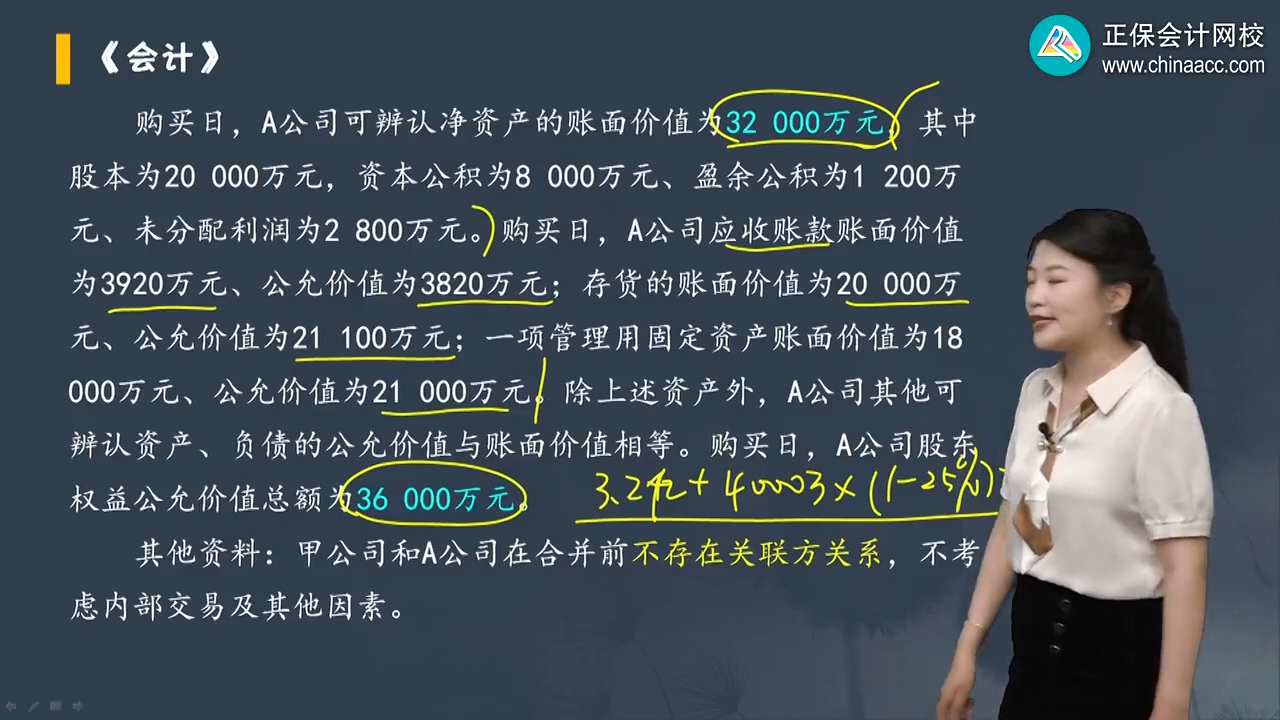 正保会计网校
www.chinaacc.com
《会计》
购买日，A公司可辨认净资产的账面价值为32 000万元，其中
股本为20 000万元，资本公积为8 000万元、盈余公积为1 200万
元、未分配利润为2 800万元。购买日，A公司应收账款账面价值
为3920万元、公允价值为3820万元；存货的账面价值为20 000万
元、公允价值为21 100万元；一项管理用固定资产账面价值为18
000万元、公允价值为21 000万元。除上述资产外，A公司其他可
辨认资产、负债的公允价值与账面价值相等。购买日，A公司股东
权益公允价值总额为36 000万元。
3.2亿+4000万×(1-25%)
其他资料：甲公司和A公司在合并前不存在关联方关系，不考
虑内部交易及其他因素。